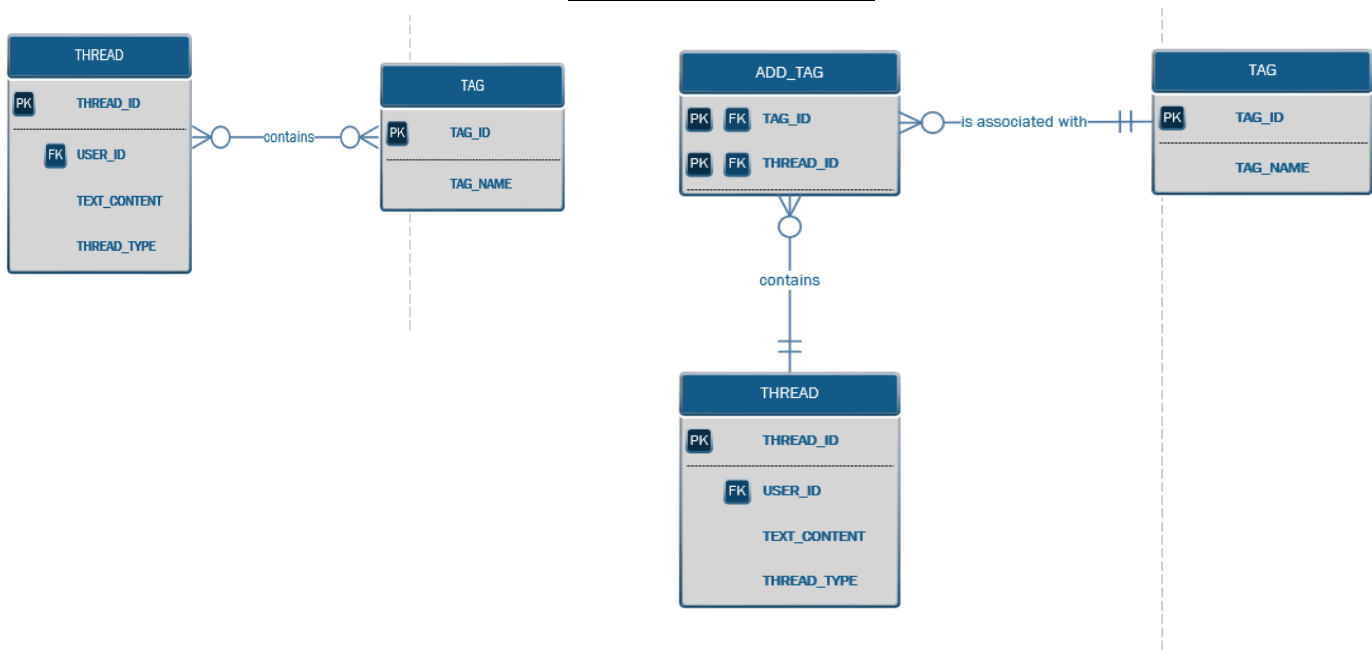 THREAD
PK THREAD_ID
FK USER_ID
TEXT_CONTENT
THREAD_TYPE
contains
TAG
PK TAG_ID
TAG_NAME
ADD_TAG
PK FK TAG_ID
PK FK THREAD_ID
is associated with
TAG
PK TAG_ID
TAG_NAME
contains
THREAD
PK THREAD_ID
FK USER_ID
TEXT_CONTENT
THREAD_TYPE